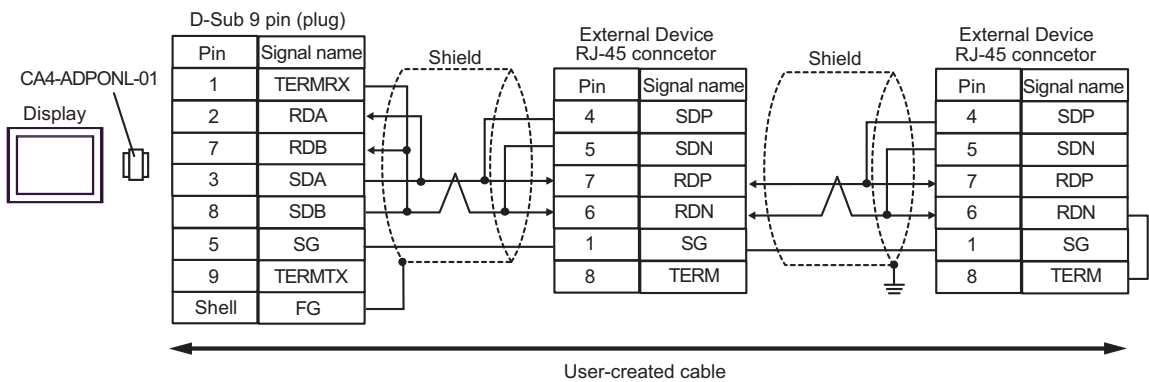 D-Sub 9 pin (plug)
CA4-ADPONL-01
Display
Pin Signal name
1 TERMRX
2 RDA
7 RDB
3 SDA
8 SDB
5 SG
9 TERMTX
Shell FG
Shield
External Device
RJ-45 conncetor
Pin Signal name
4 SDP
5 SDN
7 RDP
6 RDN
1 SG
8 TERM
Shield
External Device
RJ-45 conncetor
Pin Signal name
4 SDP
5 SDN
7 RDP
6 RDN
1 SG
8 TERM
User-created cable